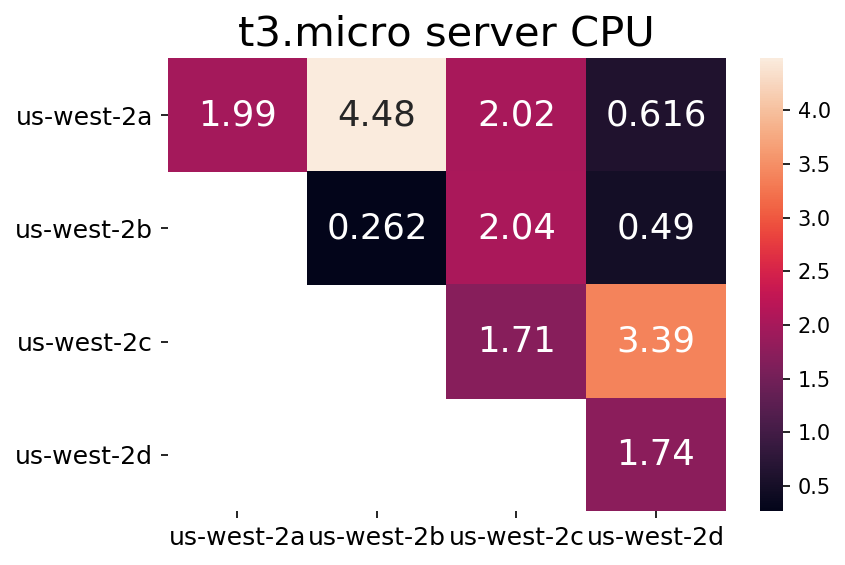 t3.micro server CPU
us-west-2a 1.99 4.48 2.02 0.616
us-west-2b 0.262 2.04 0.49
us-west-2c 1.71 3.39
us-west-2d 1.74
us-west-2a us-west-2b us-west-2c us-west-2d
4.0
3.5
3.0
2.5
2.0
1.5
1.0
0.5